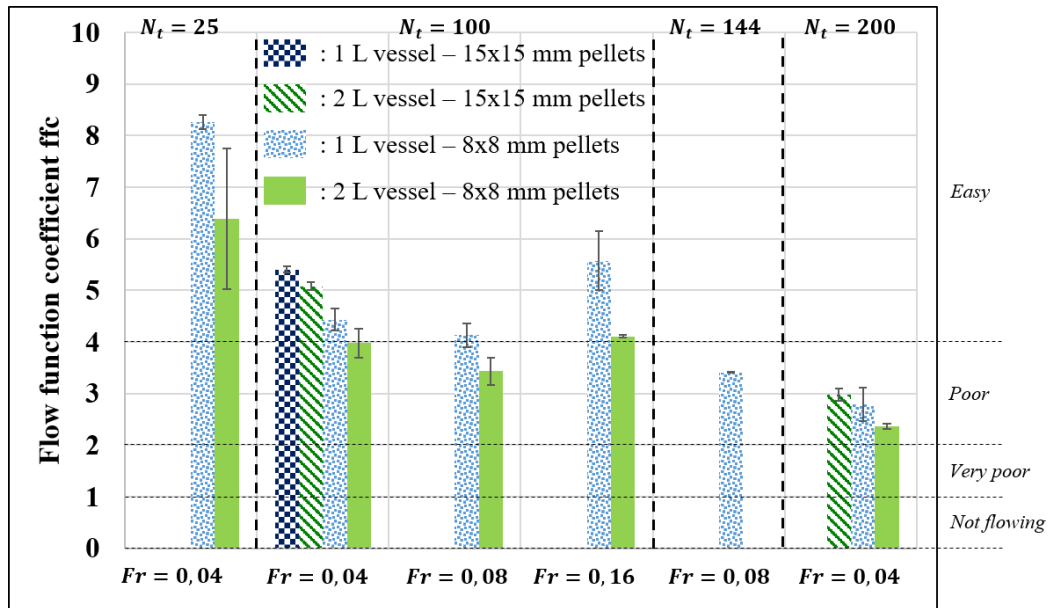 N_t = 25
N_t = 100
N_t = 144
N_t = 200
: 1 L vessel – 15x15 mm pellets
: 2 L vessel – 15x15 mm pellets
: 1 L vessel – 8x8 mm pellets
: 2 L vessel – 8x8 mm pellets
Flow function coefficient ffc
10
9
8
7
6
5
4
3
2
1
0
Easy
Poor
Very poor
Not flowing
Fr = 0,04
Fr = 0,04
Fr = 0,08
Fr = 0,16
Fr = 0,08
Fr = 0,04